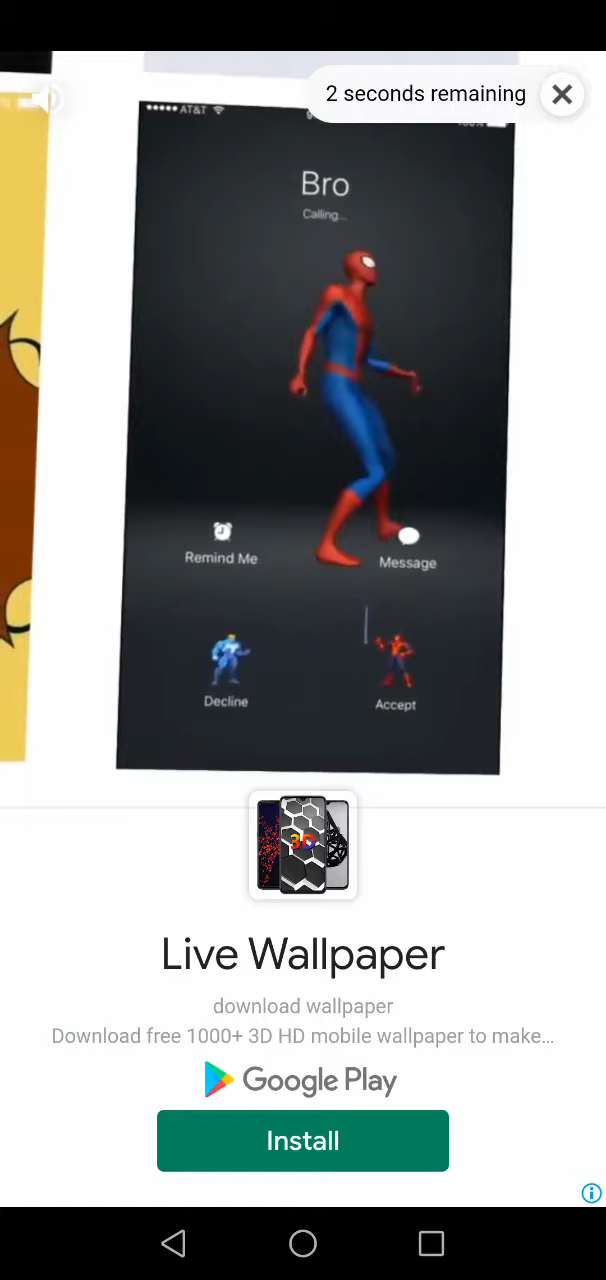 2 seconds remaining
AT&T
Bro
Calling...
Remind Me
Message
Decline
Accept
3D
Live Wallpaper
download wallpaper
Download free 1000+ 3D HD mobile wallpaper to make...
Google Play
Install